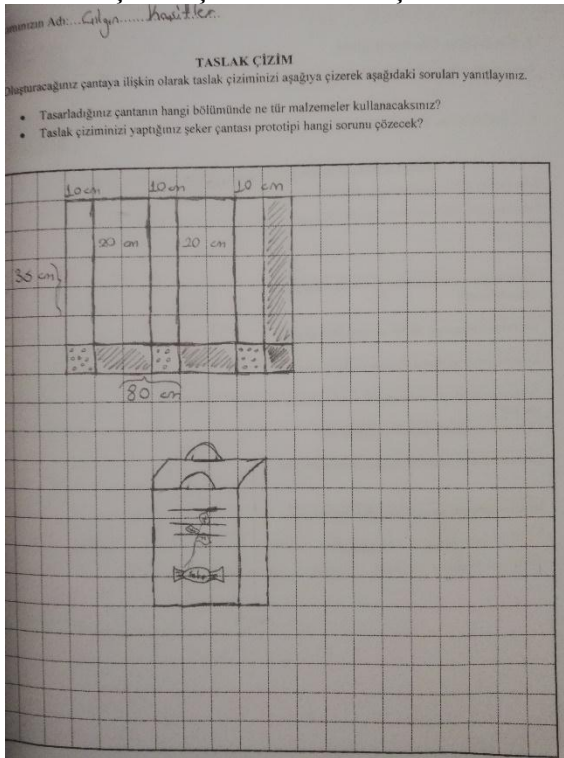 Adı:...Çılgın......Kaşifler..
TASLAK ÇİZİM
Oluşturacağınız çantaya ilişkin olarak taslak çiziminizi aşağıya çizerek aşağıdaki soruları yanıtlayınız.
• Tasarladığınız çantanın hangi bölümünde ne tür malzemeler kullanacaksınız?
• Taslak çiziminizi yaptığınız şeker çantası prototipi hangi sorunu çözecek?
10 cm 10 cm 10 cm
20 cm 20 cm
35 cm
80 cm